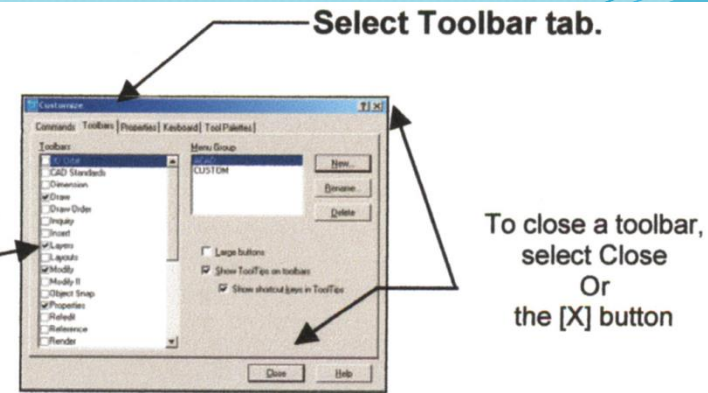 Select Toolbar tab.
Customize
Commands Toolbars Properties Keyboard Tool Palettes
Toolbars
Menu Group
CAD Standards
Dimension
Draw
Draw Order
Inquiry
Insert
Layers
Layouts
Modify
Modify II
Object Snap
Properties
Refedit
Reference
Render
ACAD
CUSTOM
New...
Rename...
Delete
Large buttons
Show ToolTips on toolbars
Show shortcut keys in ToolTips
Close
Help
To close a toolbar,
select Close
Or
the [X] button